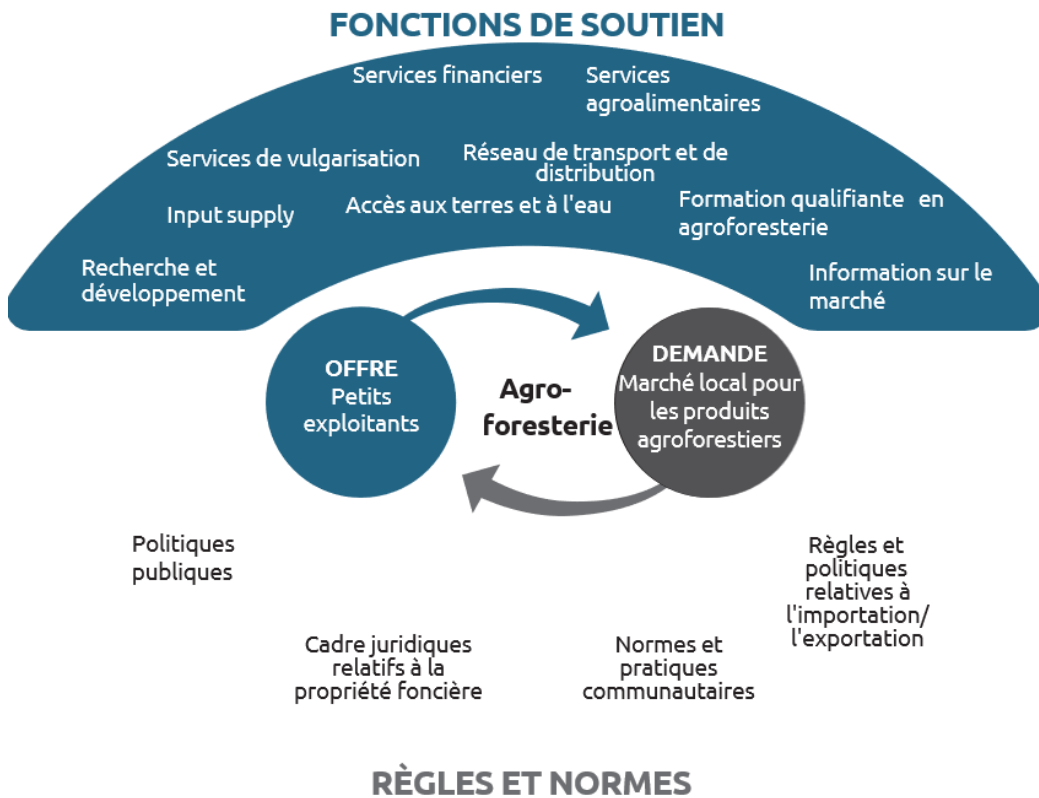 FONCTIONS DE SOUTIEN
Services financiers
Services
agroalimentaires
Services de vulgarisation
Réseau de transport et de
distribution
Input supply
Accès aux terres et à l'eau
Formation qualifiante en
agroforesterie
Recherche et
développement
Information sur le
marché
OFFRE
Petits
exploitants
Agro-
foresterie
DEMANDE
Marché local pour
les produits
agroforestiers
Politiques
publiques
Règles et
politiques
relatives à
l'importation/
l'exportation
Cadre juridiques
relatifs à la
propriété foncière
Normes et
pratiques
communautaires
RÈGLES ET NORMES